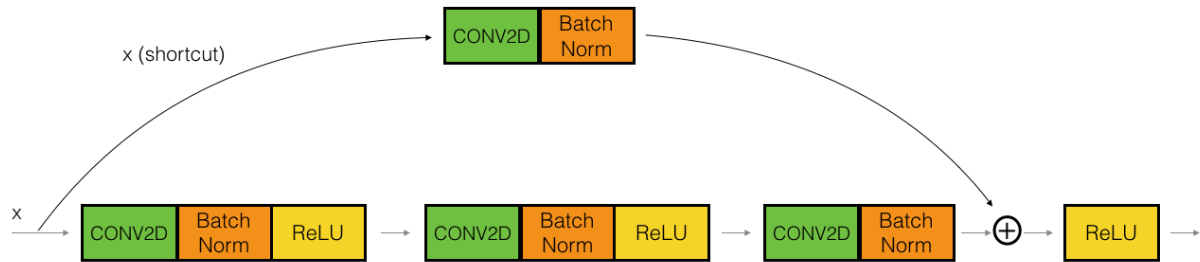 CONV2D
Batch
Norm
x (shortcut)
x
CONV2D
Batch
Norm
ReLU
CONV2D
Batch
Norm
ReLU
CONV2D
Batch
Norm
ReLU